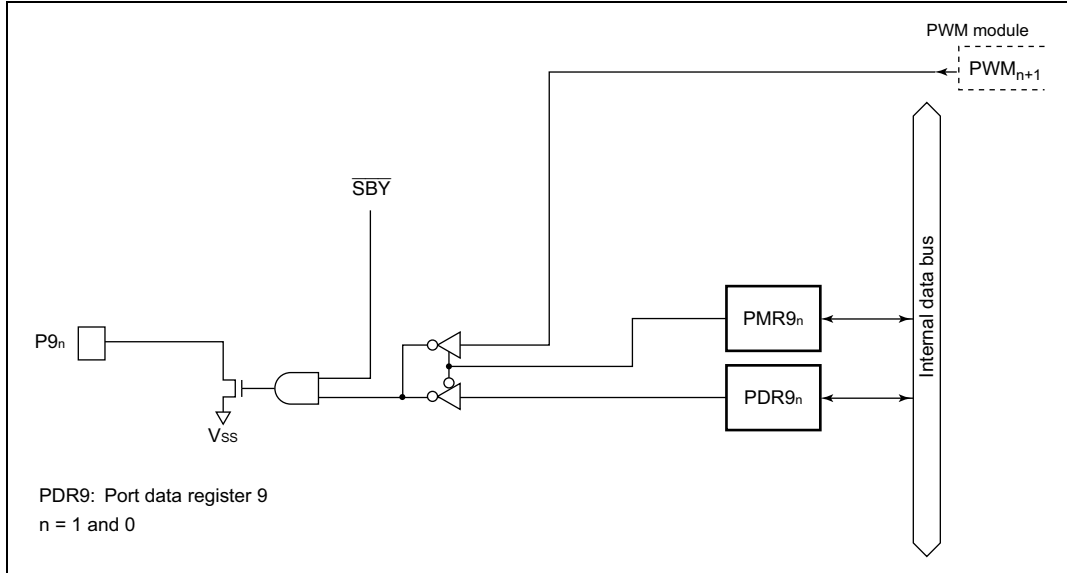 PWM module
PWMn+1
SBY
Internal data bus
PMR9n
P9n
PDR9n
VSS
PDR9: Port data register 9
n = 1 and 0